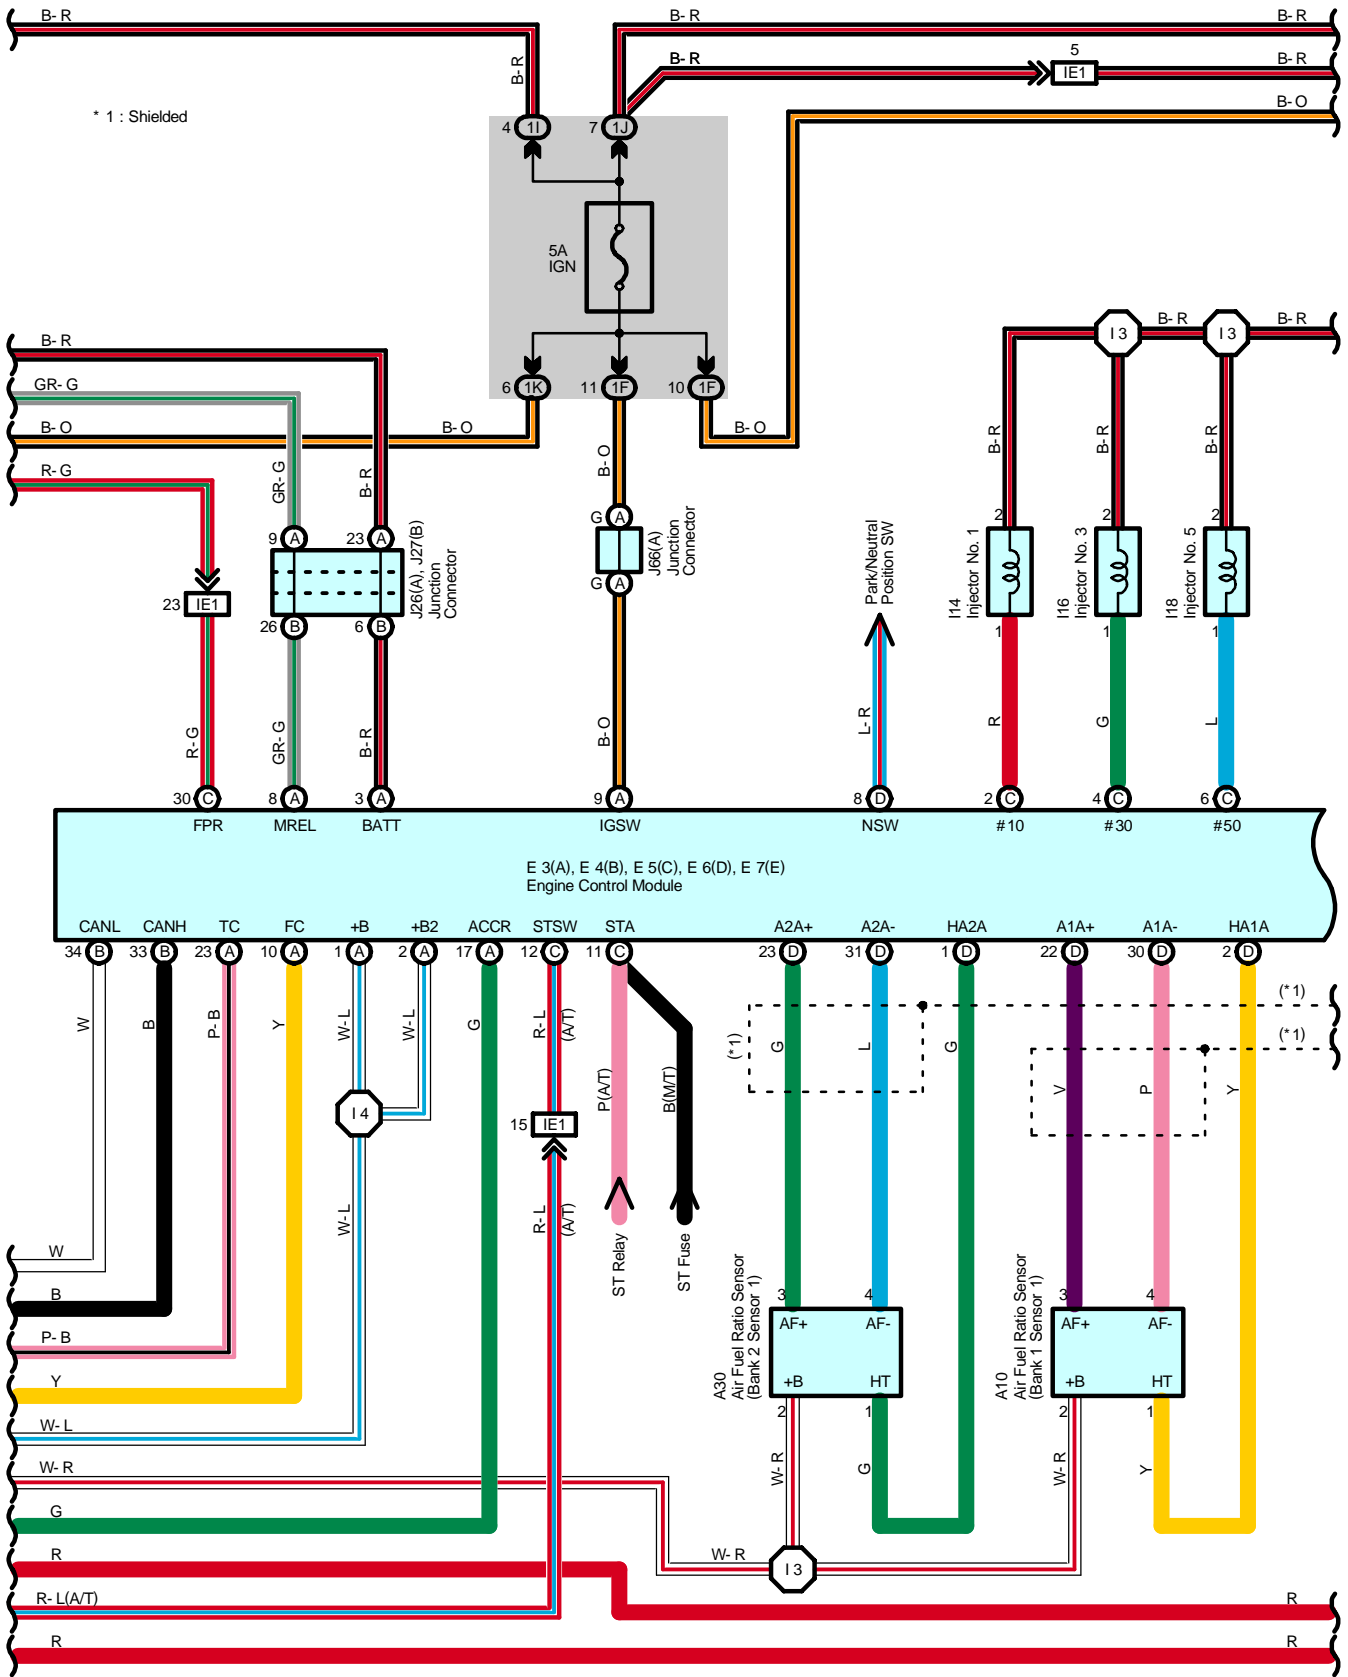 B- R
B- R
B- R
B- R
B- R
5
IE1
B- R
B- O
* 1 : Shielded
4
1I
7
1J
5A
IGN
6
1K
11
1F
10
1F
B- R
GR- G
B- O
B- O
B- O
R- G
GR- G
B- R
B- O
I 3
B- R
I 3
B- R
B- R
B- R
B- R
9
A
23
A
J26(A), J27(B)
Junction
Connector
26
B
6
B
G
A
J66(A)
Junction
Connector
G
A
23
IE1
Park/Neutral
Position SW
2
I14
Injector No. 1
1
2
I16
Injector No. 3
1
2
I18
Injector No. 5
1
R- G
GR- G
B- R
B- O
L- R
R
G
L
30
C
8
A
3
A
9
A
8
D
2
C
4
C
6
C
FPR
MREL
BATT
IGSW
NSW
#10
#30
#50
E 3(A), E 4(B), E 5(C), E 6(D), E 7(E)
Engine Control Module
CANL
CANH
TC
FC
+B
+B2
ACCR
STSW
STA
A2A+
A2A-
HA2A
A1A+
A1A-
HA1A
34
B
33
B
23
A
10
A
1
A
2
A
17
A
12
C
11
C
23
D
31
D
1
D
22
D
30
D
2
D
W
B
P- B
Y
W- L
W- L
G
R- L
(A/T)
(* 1)
G
L
G
(* 1)
(* 1)
V
P
Y
P(A/T)
B(M/T)
I 4
15
IE1
W- L
R- L
(A/T)
ST Relay
ST Fuse
W
B
P- B
Y
W- L
W- R
G
R
R- L(A/T)
R
3
4
AF+
AF-
+B
HT
A30
Air Fuel Ratio Sensor
(Bank 2 Sensor 1)
2
1
3
4
AF+
AF-
+B
HT
A10
Air Fuel Ratio Sensor
(Bank 1 Sensor 1)
2
1
W- R
G
W- R
Y
W- R
I 3
R
R